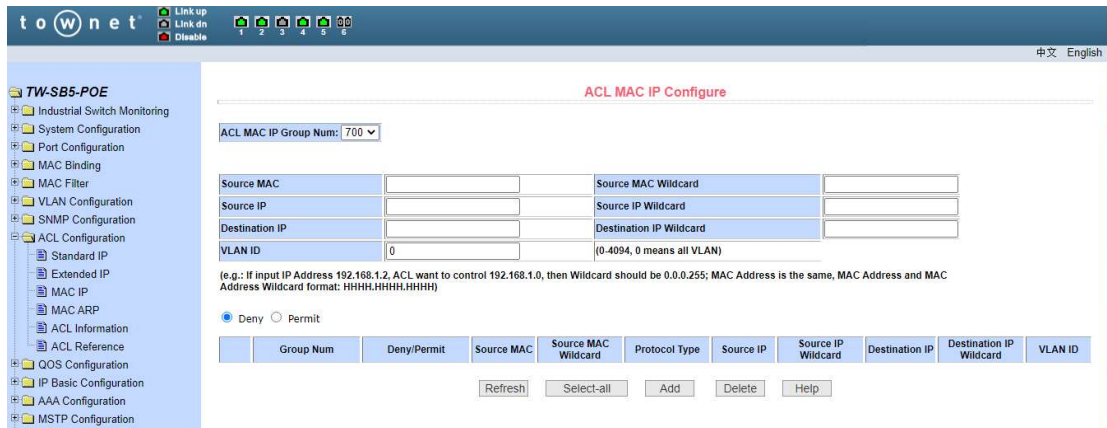 to(w)net
Link up
Link dn
Disable
1 2 3 4 5 6
中文 English
TW-SB5-POE
Industrial Switch Monitoring
System Configuration
Port Configuration
MAC Binding
MAC Filter
VLAN Configuration
SNMP Configuration
ACL Configuration
Standard IP
Extended IP
MAC IP
MAC ARP
ACL Information
ACL Reference
QOS Configuration
IP Basic Configuration
AAA Configuration
MSTP Configuration
ACL MAC IP Configure
ACL MAC IP Group Num: 700
Source MAC Source MAC Wildcard
Source IP Source IP Wildcard
Destination IP Destination IP Wildcard
VLAN ID 0 (0-4094, 0 means all VLAN)
(e.g.: If input IP Address 192.168.1.2, ACL want to control 192.168.1.0, then Wildcard should be 0.0.0.255; MAC Address is the same, MAC Address and MAC
Address Wildcard format: HHHH.HHHH.HHHH)
Deny Permit
Group Num Deny/Permit Source MAC Source MAC Wildcard Protocol Type Source IP Source IP Wildcard Destination IP Destination IP Wildcard VLAN ID
Refresh Select-all Add Delete Help